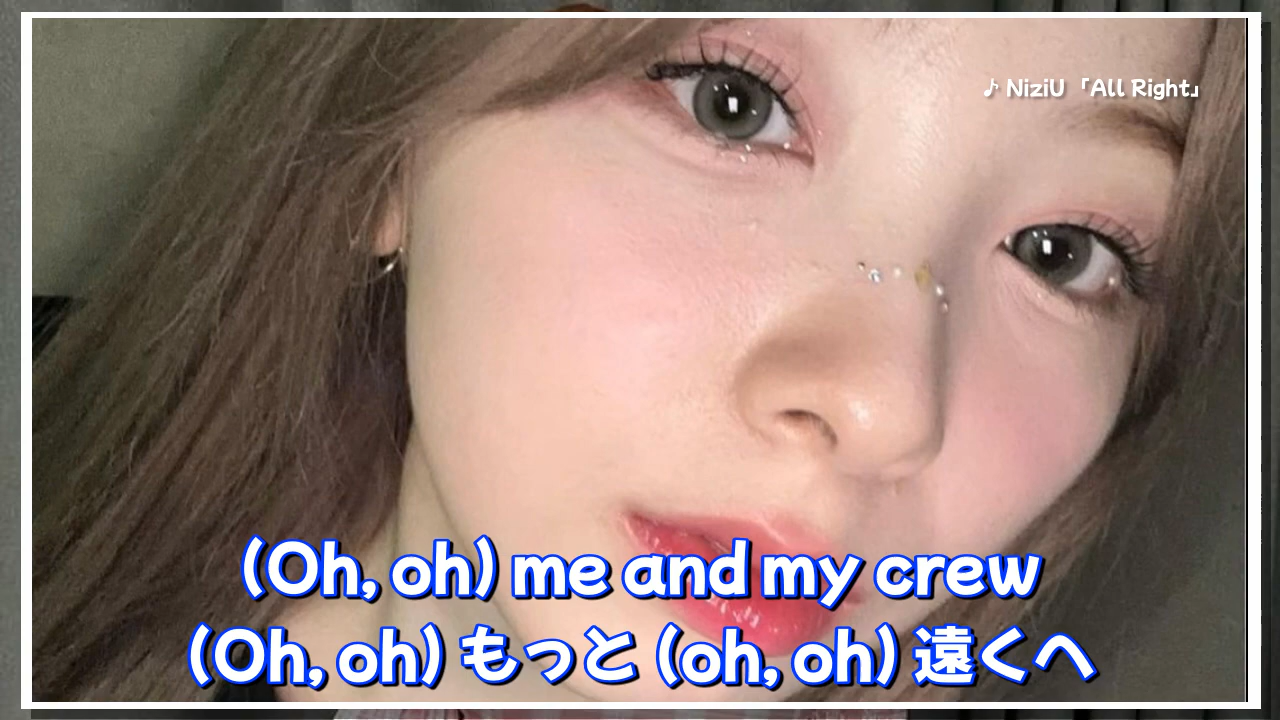 ♪ NiziU 「All Right」
(Oh, oh) me and my crew
(Oh, oh) もっと (oh, oh) 遠くへ